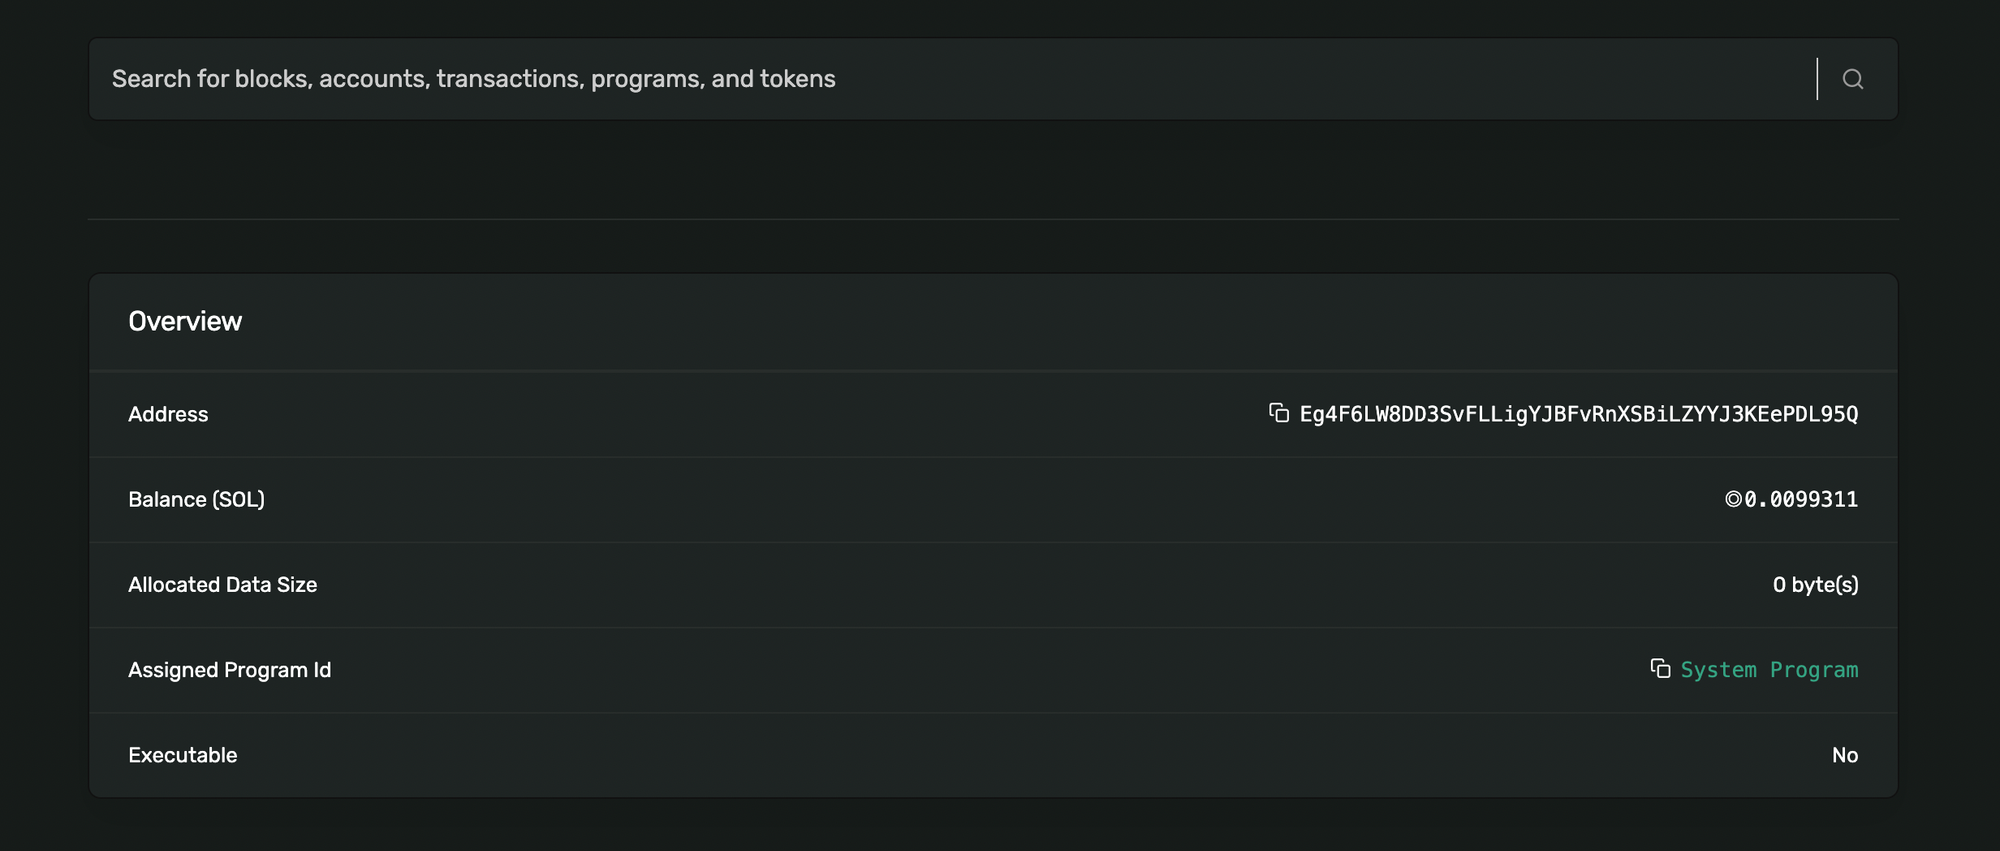 Search for blocks, accounts, transactions, programs, and tokens
Overview
Address Eg4F6LW8DD3SvFLLigYJBFvRnXSBiLZYYJ3KEePDL95Q
Balance (SOL) ◎0.0099311
Allocated Data Size 0 byte(s)
Assigned Program Id System Program
Executable No